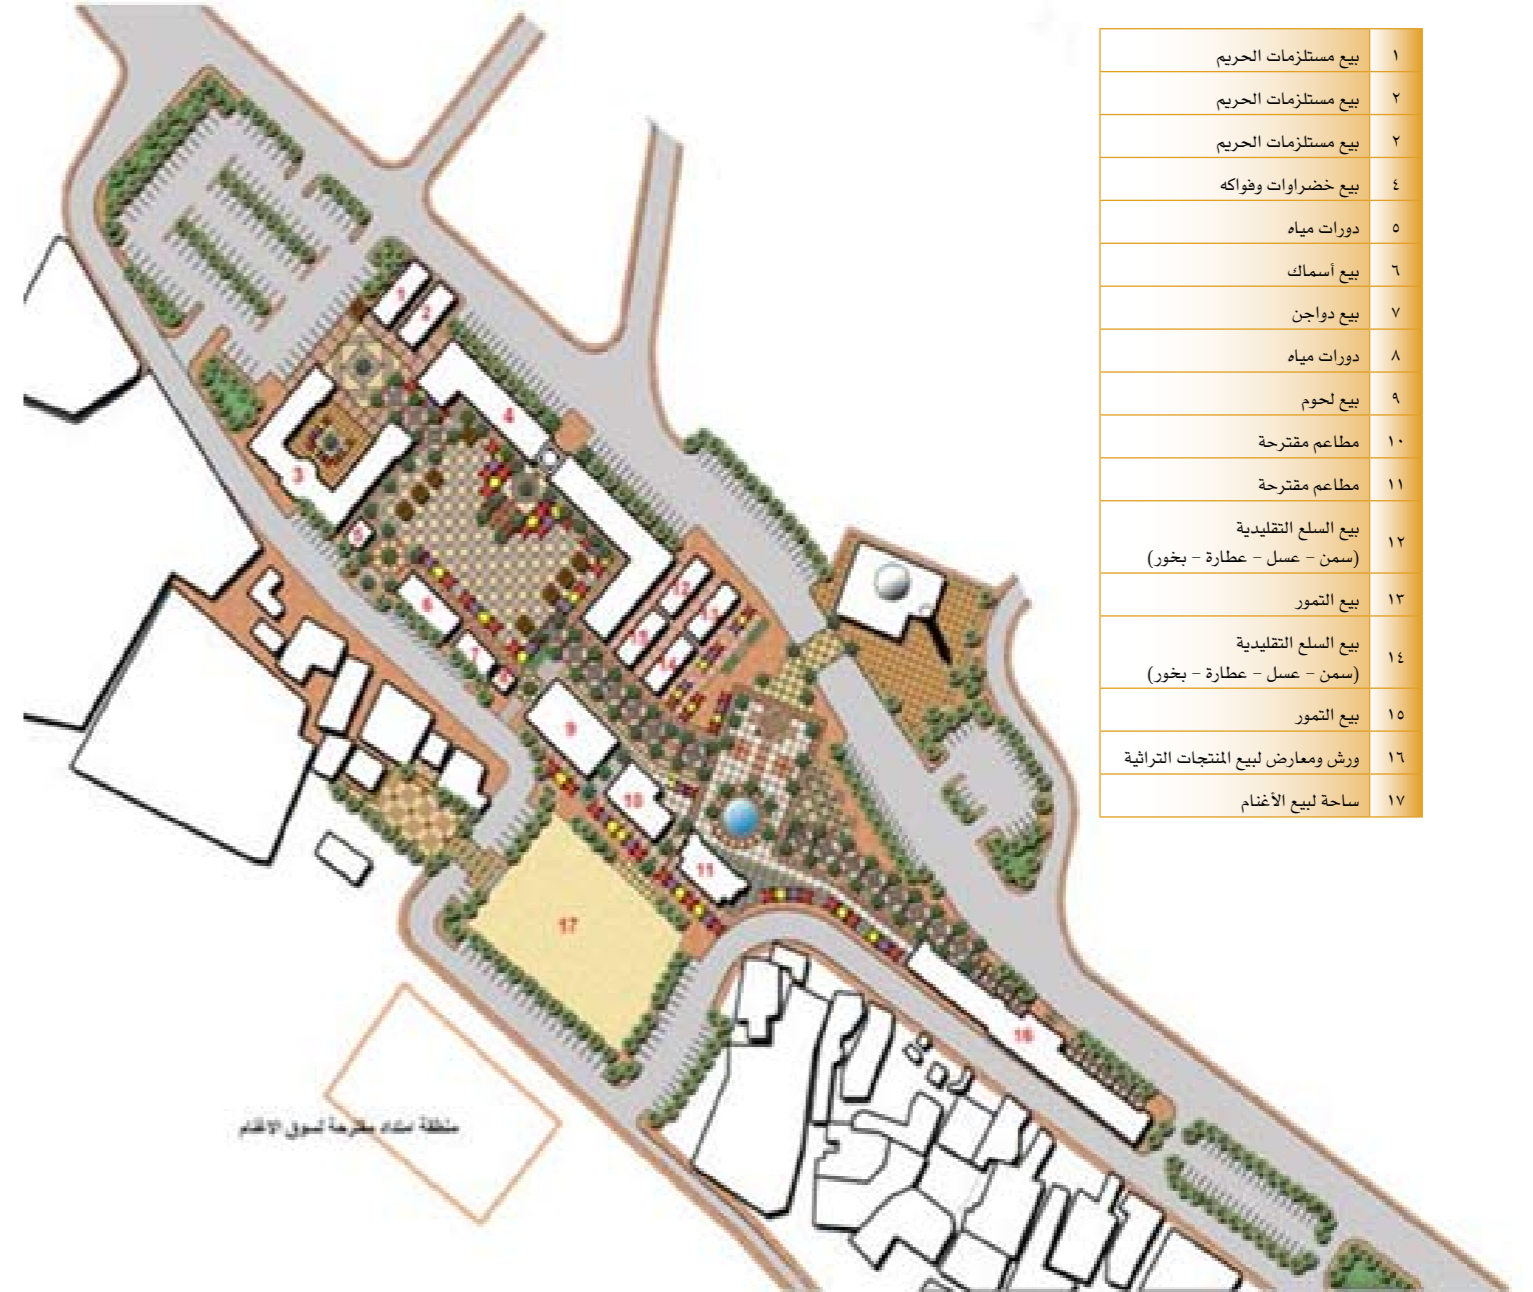 ١ بيع مستلزمات الحريم
٢ بيع مستلزمات الحريم
٢ بيع مستلزمات الحريم
٤ بيع خضراوات وفواكه
٥ دورات مياه
٦ بيع أسماك
٧ بيع دواجن
٨ دورات مياه
٩ بيع لحوم
١٠ مطاعم مقترحة
١١ مطاعم مقترحة
١٢ بيع السلع التقليدية
(سمن - عسل - عطارة - بخور)
١٣ بيع التمور
١٤ بيع السلع التقليدية
(سمن - عسل - عطارة - بخور)
١٥ بيع التمور
١٦ ورش ومعارض لبيع المنتجات التراثية
١٧ ساحة لبيع الأغنام
1
2
4
3
5
6
7
8
12
13
15
14
9
10
11
17
16
منطقة امتداد مقترحة لسوق الاغنام